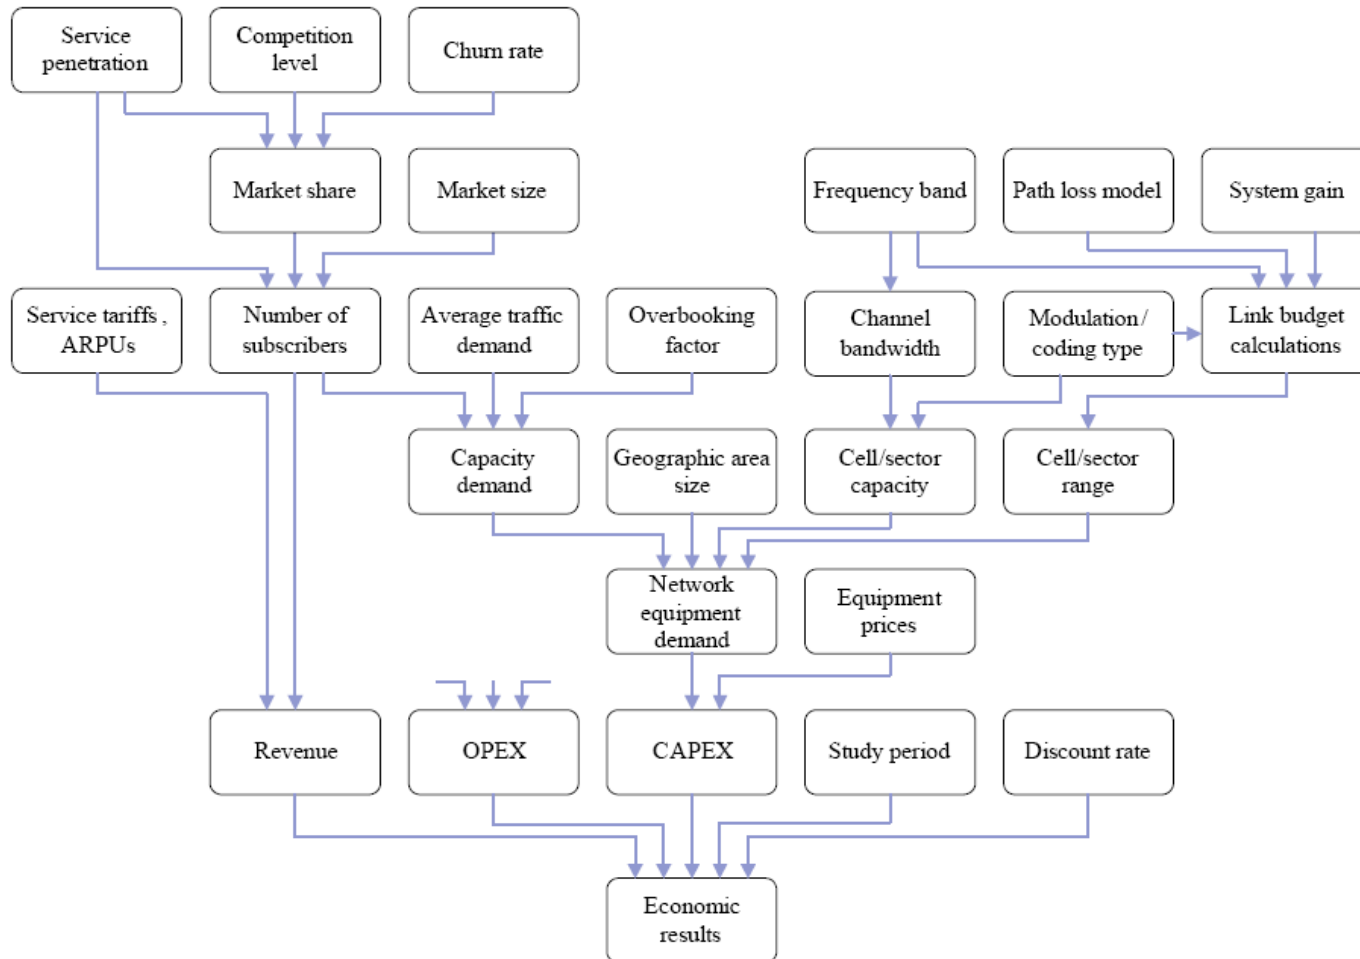 Service
penetration
Competition
level
Churn rate
Market share
Market size
Frequency band
Path loss model
System gain
Service tariffs ,
ARPUs
Number of
subscribers
Average traffic
demand
Overbooking
factor
Channel
bandwidth
Modulation/
coding type
Link budget
calculations
Capacity
demand
Geographic area
size
Cell/sector
capacity
Cell/sector
range
Network
equipment
demand
Equipment
prices
Revenue
OPEX
CAPEX
Study period
Discount rate
Economic
results